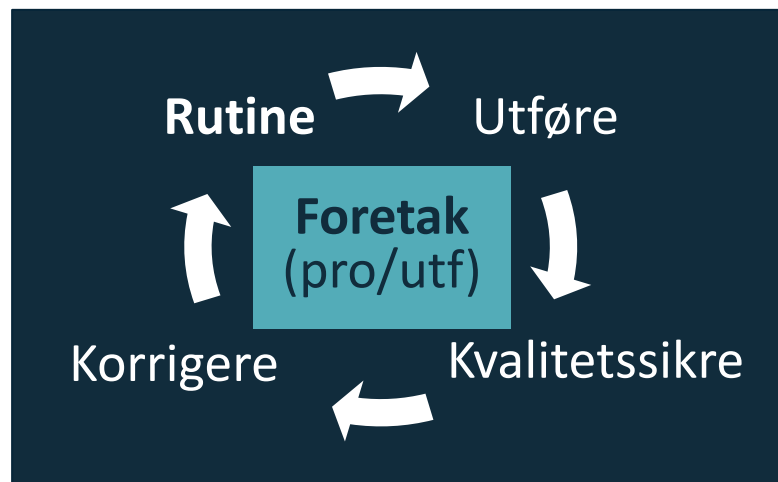 Rutine
Utføre
Foretak
(pro/utf)
Korrigere
Kvalitetssikre